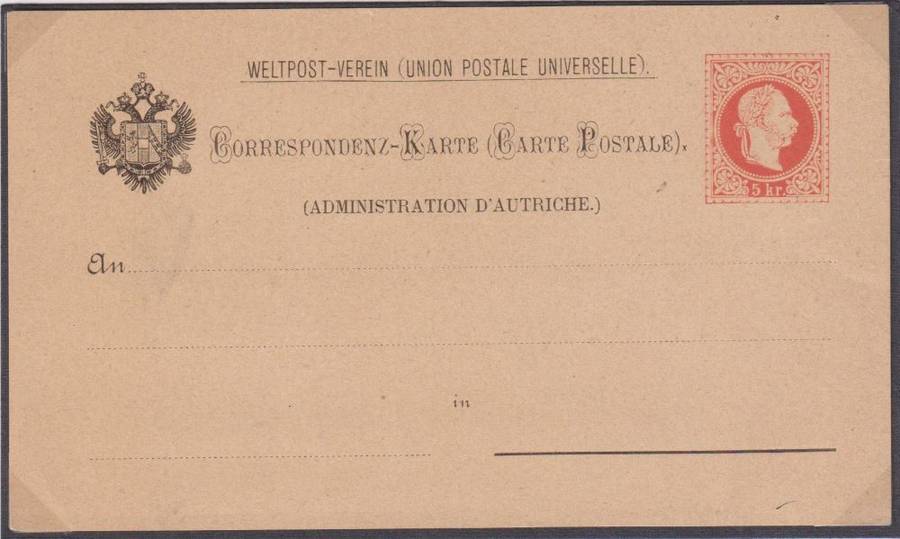 WELTPOST-VEREIN (UNION POSTALE UNIVERSELLE).
CORRESPONDENZ-KARTE (CARTE POSTALE).
(ADMINISTRATION D'AUTRICHE.)
5 kr.
An
in